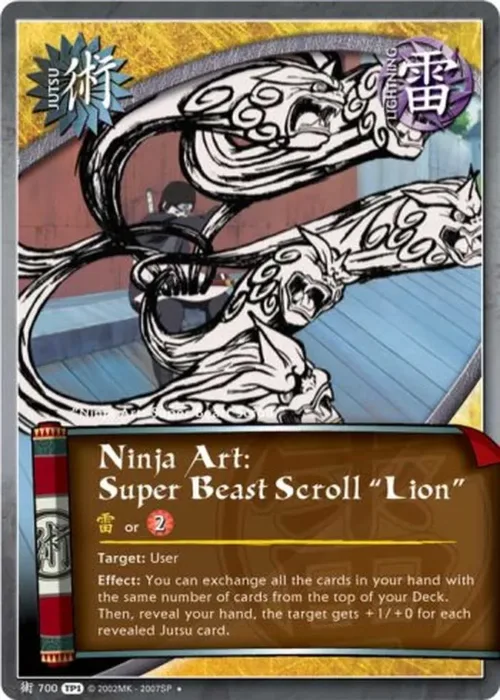 JUTSU
術
LIGHTNING
雷
Ninja Art:
Super Beast Scroll “Lion”
雷 or 2
Target: User
Effect: You can exchange all the cards in your hand with
the same number of cards from the top of your Deck.
Then, reveal your hand, the target gets +1/+0 for each
revealed Jutsu card.
術
術 700 TP3 © 2002MK - 2007SP